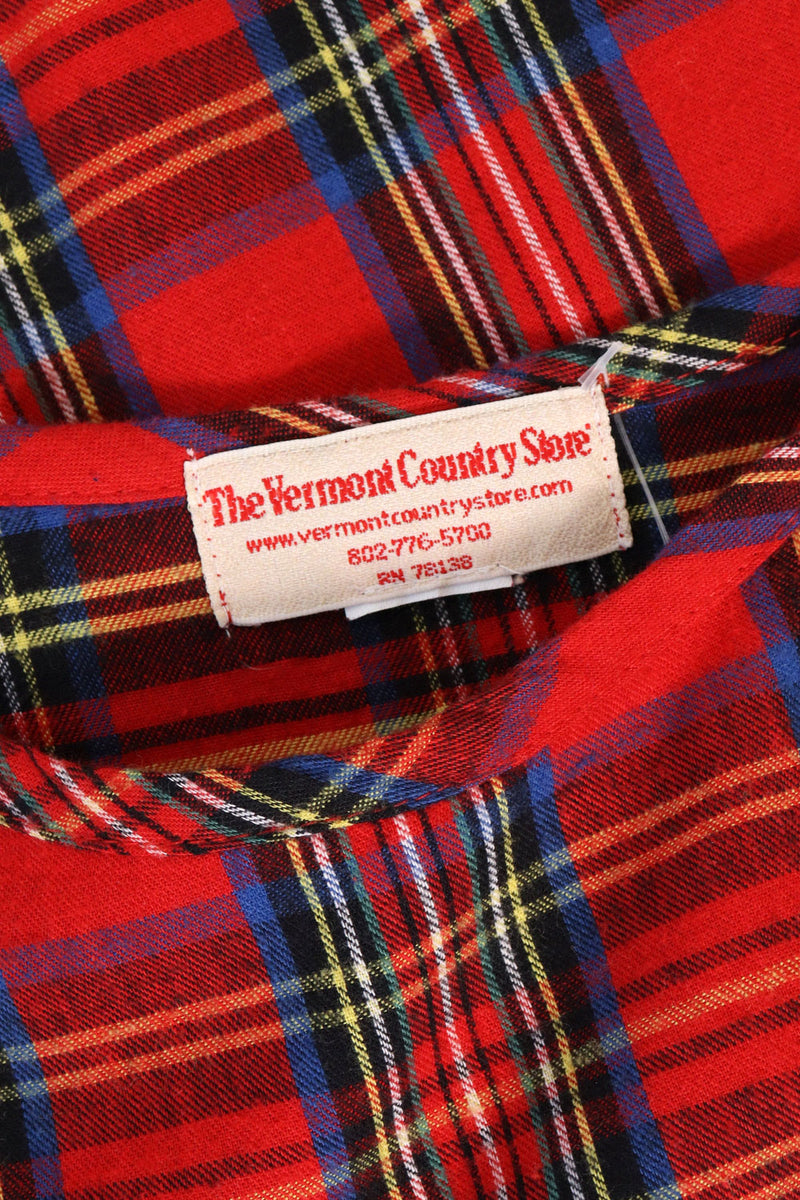 The Vermont Country Store
www.vermontcountrystore.com
802-776-5700
RN 78138